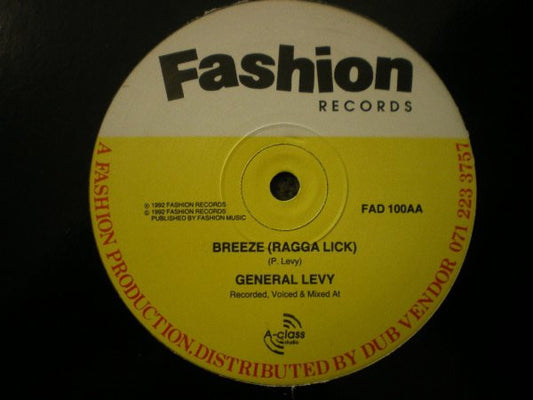 Fashion
RECORDS
℗ 1992 FASHION RECORDS
© 1992 FASHION RECORDS
PUBLISHED BY FASHION MUSIC
FAD 100AA
BREEZE (RAGGA LICK)
(P. Levy)
GENERAL LEVY
Recorded, Voiced & Mixed At
A-class
studio
A FASHION PRODUCTION. DISTRIBUTED BY DUB VENDOR 071 223 3757